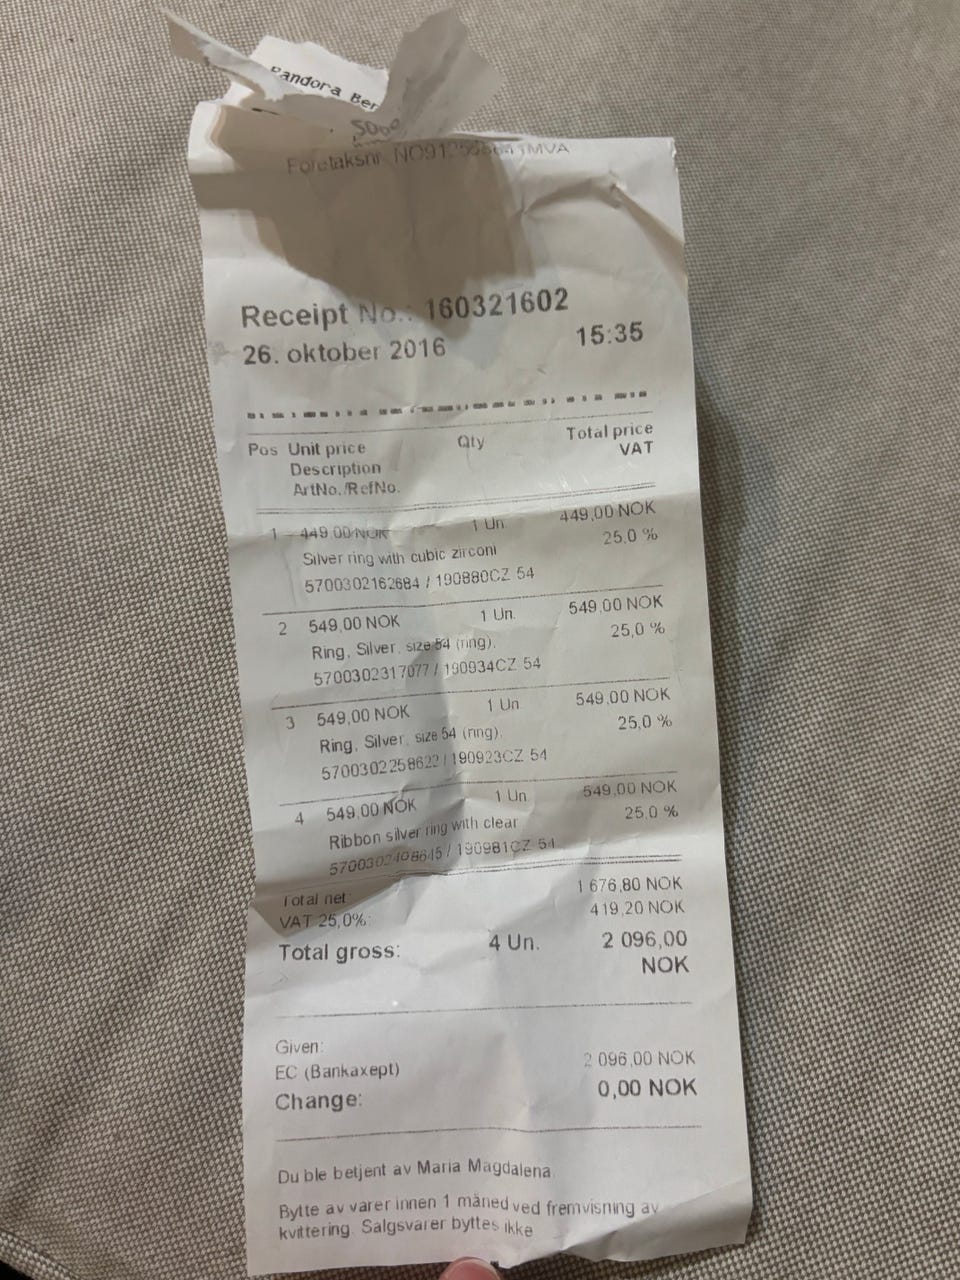 Pandora Ber
Foretaksnr. MVA
Receipt No.: 160321602
26. oktober 2016 15:35
Pos Unit price Qty Total price
Description VAT
ArtNo./RefNo.
1 449,00 NOK 1 Un. 449,00 NOK
Silver ring with cubic zirconi 25,0 %
5700302162684 / 190880CZ 54
2 549,00 NOK 1 Un. 549,00 NOK
Ring, Silver, size 54 (ring), 25,0 %
5700302317077 / 190934CZ 54
3 549,00 NOK 1 Un 549,00 NOK
Ring, Silver, size 54 (ring), 25,0 %
5700302258622 / 190923CZ 54
4 549,00 NOK 1 Un 549,00 NOK
Ribbon silver ring with clear 25,0 %
/ 190981CZ 54
Total net: 1 676,80 NOK
VAT 25,0%: 419,20 NOK
Total gross: 4 Un. 2 096,00
NOK
Given:
EC (Bankaxept) 2 096,00 NOK
Change: 0,00 NOK
Du ble betjent av Maria Magdalena.
Bytte av varer innen 1 måned ved fremvisning av
kvittering. Salgsvarer byttes ikke